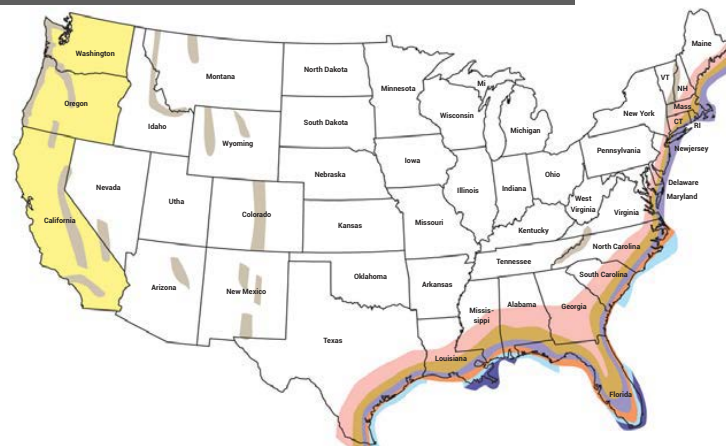 Washington
Oregon
California
Nevada
Idaho
Montana
Wyoming
Utha
Colorado
Arizona
New Mexico
North Dakota
South Dakota
Nebraska
Kansas
Oklahoma
Texas
Minnesota
Iowa
Missouri
Arkansas
Louisiana
Wisconsin
Mi
Michigan
Illinois
Indiana
Ohio
Kentucky
Tennessee
Missis-
sippi
Alabama
Georgia
Florida
South Carolina
North Carolina
Virginia
West
Virginia
Maryland
Delaware
Newjersey
Pennsylvania
New York
CT
RI
Mass
VT
NH
Maine